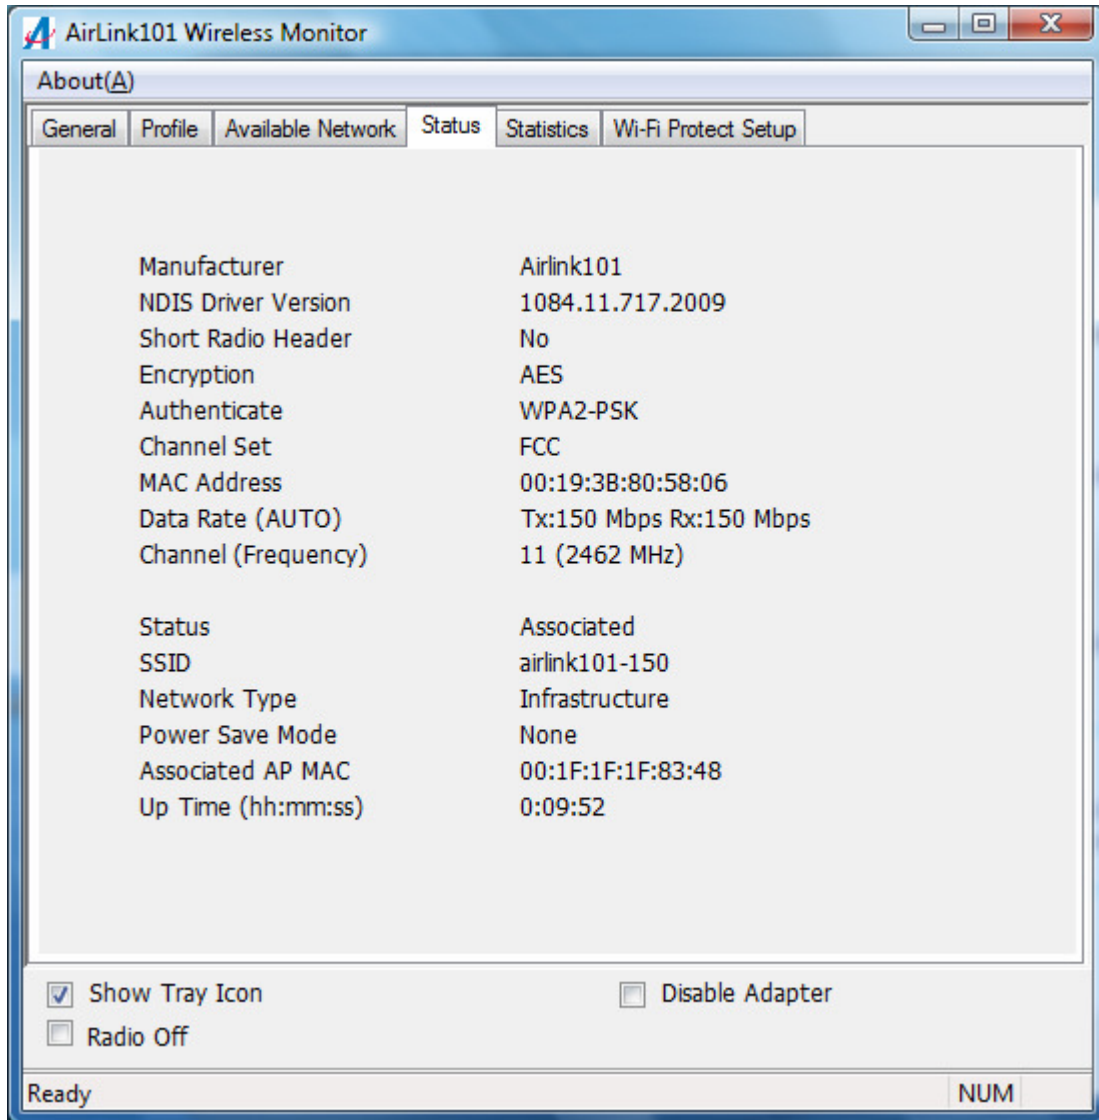 AirLink101 Wireless Monitor
About(A)
General Profile Available Network Status Statistics Wi-Fi Protect Setup
Manufacturer Airlink101
NDIS Driver Version 1084.11.717.2009
Short Radio Header No
Encryption AES
Authenticate WPA2-PSK
Channel Set FCC
MAC Address 00:19:3B:80:58:06
Data Rate (AUTO) Tx:150 Mbps Rx:150 Mbps
Channel (Frequency) 11 (2462 MHz)
Status Associated
SSID airlink101-150
Network Type Infrastructure
Power Save Mode None
Associated AP MAC 00:1F:1F:1F:83:48
Up Time (hh:mm:ss) 0:09:52
Show Tray Icon Disable Adapter
Radio Off
Ready NUM